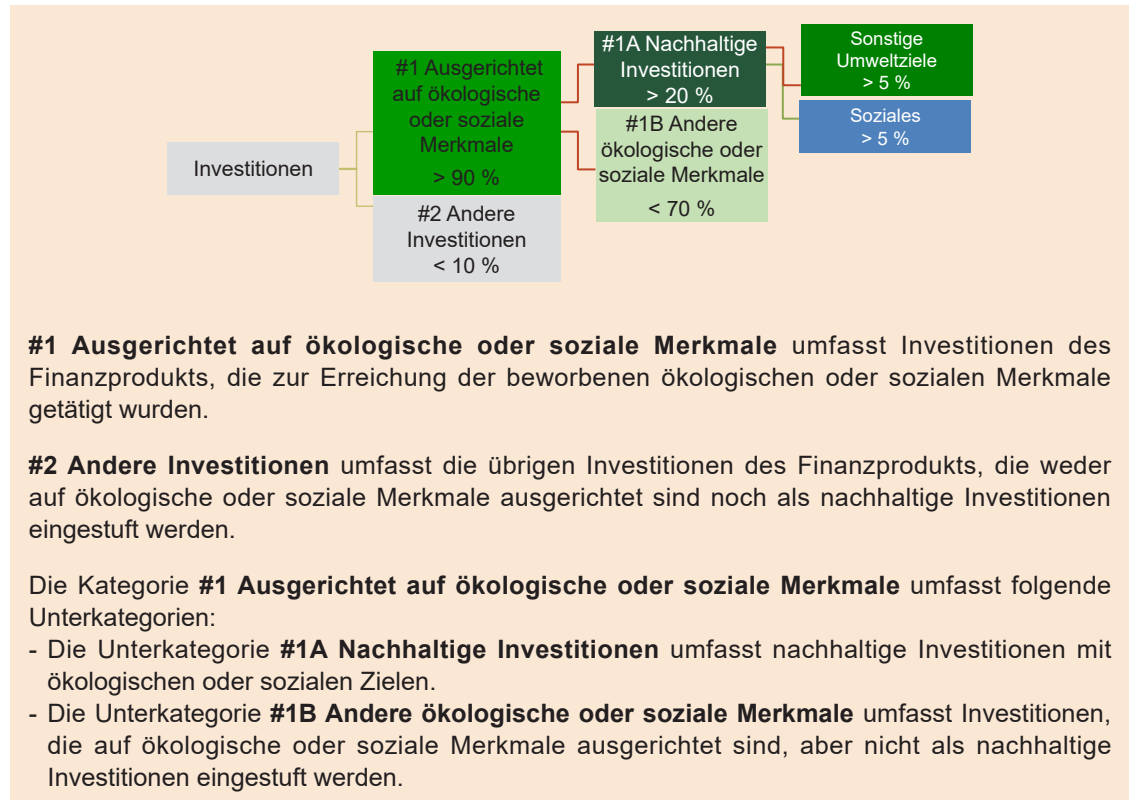 Investitionen
#1 Ausgerichtet
auf ökologische
oder soziale
Merkmale
> 90 %
#2 Andere
Investitionen
< 10 %
#1A Nachhaltige
Investitionen
> 20 %
#1B Andere
ökologische oder
soziale Merkmale
< 70 %
Sonstige
Umweltziele
> 5 %
Soziales
> 5 %
#1 Ausgerichtet auf ökologische oder soziale Merkmale umfasst Investitionen des
Finanzprodukts, die zur Erreichung der beworbenen ökologischen oder sozialen Merkmale
getätigt wurden.
#2 Andere Investitionen umfasst die übrigen Investitionen des Finanzprodukts, die weder
auf ökologische oder soziale Merkmale ausgerichtet sind noch als nachhaltige Investitionen
eingestuft werden.
Die Kategorie #1 Ausgerichtet auf ökologische oder soziale Merkmale umfasst folgende
Unterkategorien:
- Die Unterkategorie #1A Nachhaltige Investitionen umfasst nachhaltige Investitionen mit
ökologischen oder sozialen Zielen.
- Die Unterkategorie #1B Andere ökologische oder soziale Merkmale umfasst Investitionen,
die auf ökologische oder soziale Merkmale ausgerichtet sind, aber nicht als nachhaltige
Investitionen eingestuft werden.